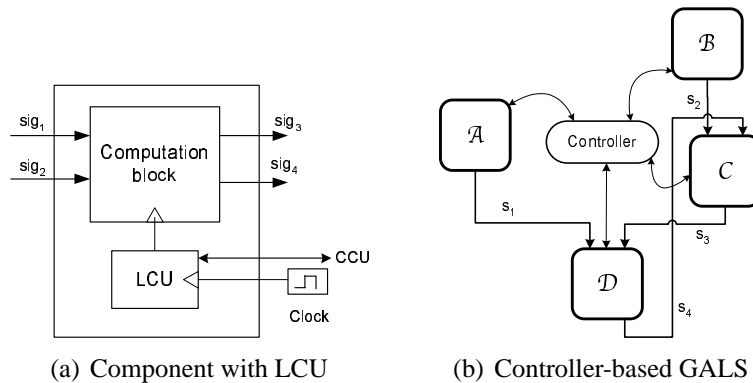 sig1
sig2
sig3
sig4
Computation
block
LCU
CCU
Clock
(a) Component with LCU
A
B
C
D
Controller
s1
s2
s3
s4
(b) Controller-based GALS